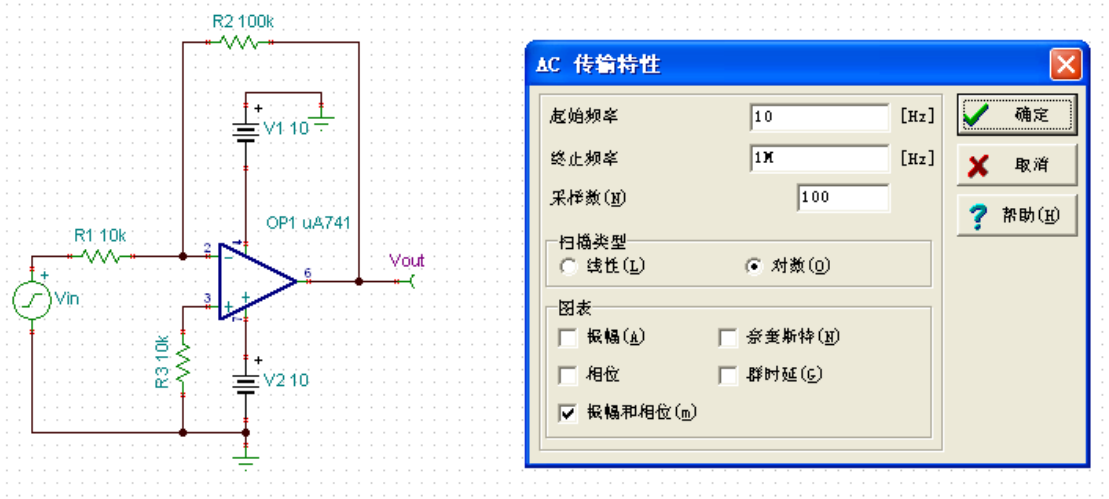 R2 100k
+
V1 10
OP1 uA741
R1 10k
2
4
-
Vout
6
+
Vin
3
+
+
7
R3 10k
+
V2 10
AC 传输特性
起始频率 10 [Hz]
终止频率 1M [Hz]
采样数(N) 100
扫描类型
线性(L) 对数(O)
图表
振幅(A) 奈奎斯特(N)
相位 群时延(G)
振幅和相位(m)
确定
取消
帮助(H)